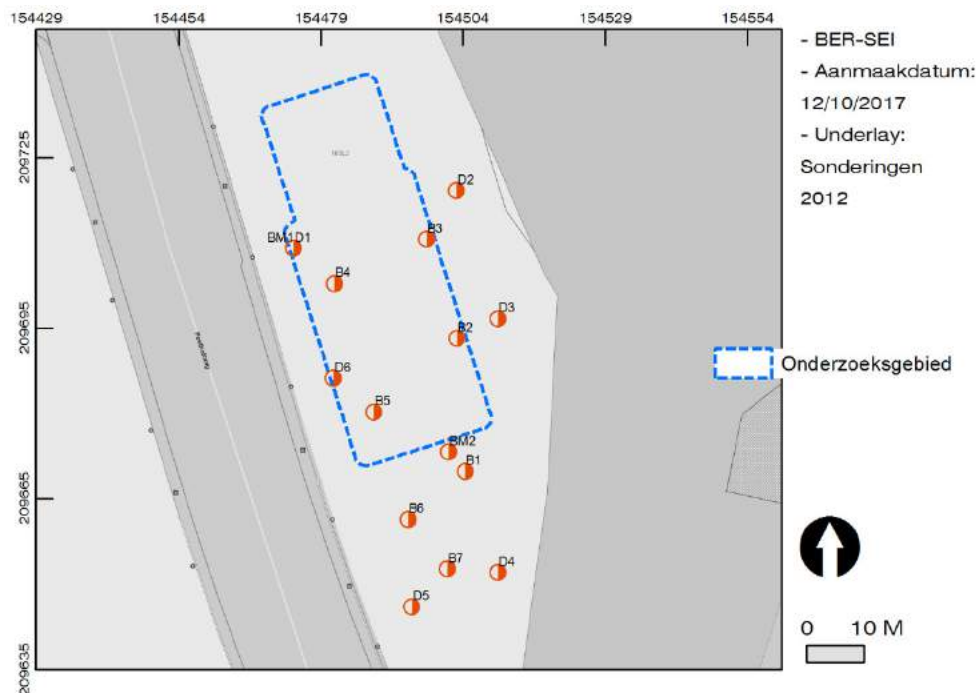 154429 154454 154479 154504 154529 154554
- BER-SEI
- Aanmaakdatum:
12/10/2017
- Underlay:
Sonderingen
2012
209725
D2
B3
BM1D1
B4
D3
209695
B2
Onderzoeksgebied
D6
B5
BM2
B1
209665
B6
B7
D4
D5
0 10 M
209635